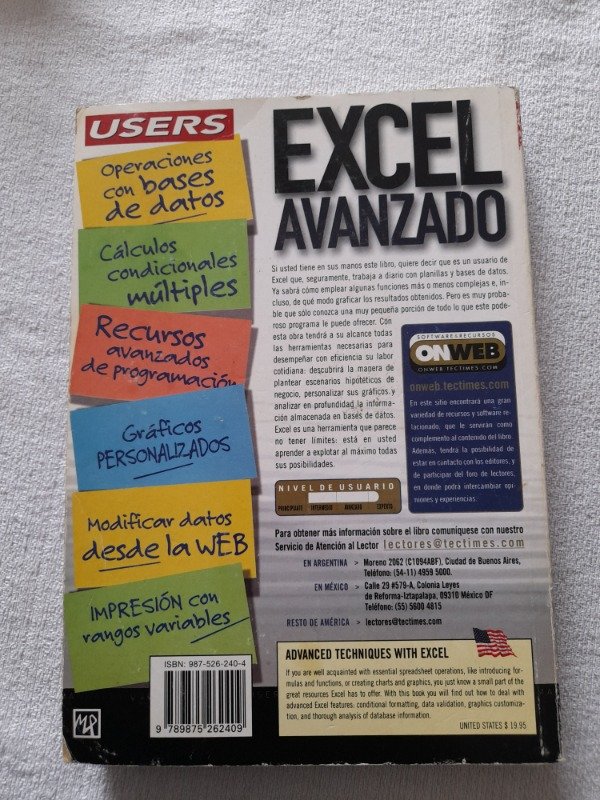 USERS
EXCEL
AVANZADO
Operaciones
con bases
de datos
Cálculos
condicionales
múltiples
Recursos
avanzados
de programación
Gráficos
PERSONALIZADOS
Modificar datos
desde la WEB
IMPRESIÓN con
rangos variables
Si usted tiene en sus manos este libro, quiere decir que es un usuario de
Excel que, seguramente, trabaja a diario con planillas y bases de datos.
Ya sabrá cómo emplear algunas funciones más o menos complejas e, in-
cluso, de qué modo graficar los resultados obtenidos. Pero es muy proba-
ble que sólo conozca una muy pequeña porción de todo lo que este pode-
roso programa le puede ofrecer. Con
esta obra tendrá a su alcance todas
las herramientas necesarias para
desempeñar con eficiencia su labor
cotidiana: descubrirá la manera de
plantear escenarios hipotéticos de
negocio, personalizar sus gráficos y
analizar en profundidad la informa-
ción almacenada en bases de datos.
Excel es una herramienta que parece
no tener límites: está en usted
aprender a explotar al máximo todas
sus posibilidades.
SOFTWARE&RECURSOS
ONWEB
ONWEB.TECTIMES.COM
onweb.tectimes.com
En este sitio encontrará una gran
variedad de recursos y software re-
lacionado, que le servirán como
complemento al contenido del libro.
Además, tendrá la posibilidad de
estar en contacto con los editores, y
de participar del foro de lectores,
en donde podrá intercambiar opi-
niones y experiencias.
NIVEL DE USUARIO
PRINCIPIANTE INTERMEDIO AVANZADO EXPERTO
Para obtener más información sobre el libro comuníquese con nuestro
Servicio de Atención al Lector lectores@tectimes.com
EN ARGENTINA > Moreno 2062 (C1094ABF), Ciudad de Buenos Aires,
Teléfono: (54-11) 4959 5000.
EN MÉXICO > Calle 29 #579-A, Colonia Leyes
de Reforma-Iztapalapa, 09310 México DF
Teléfono: (55) 5600 4815
RESTO DE AMÉRICA > lectores@tectimes.com
ADVANCED TECHNIQUES WITH EXCEL
If you are well acquainted with essential spreadsheet operations, like introducing for-
mulas and functions, or creating charts and graphics, you just know a small part of the
great resources Excel has to offer. With this book you will find out how to deal with
advanced Excel features: conditional formatting, data validation, graphics customiza-
tion, and thorough analysis of database information.
UNITED STATES $ 19.95
ISBN: 987-526-240-4
9 789875 262409
MP